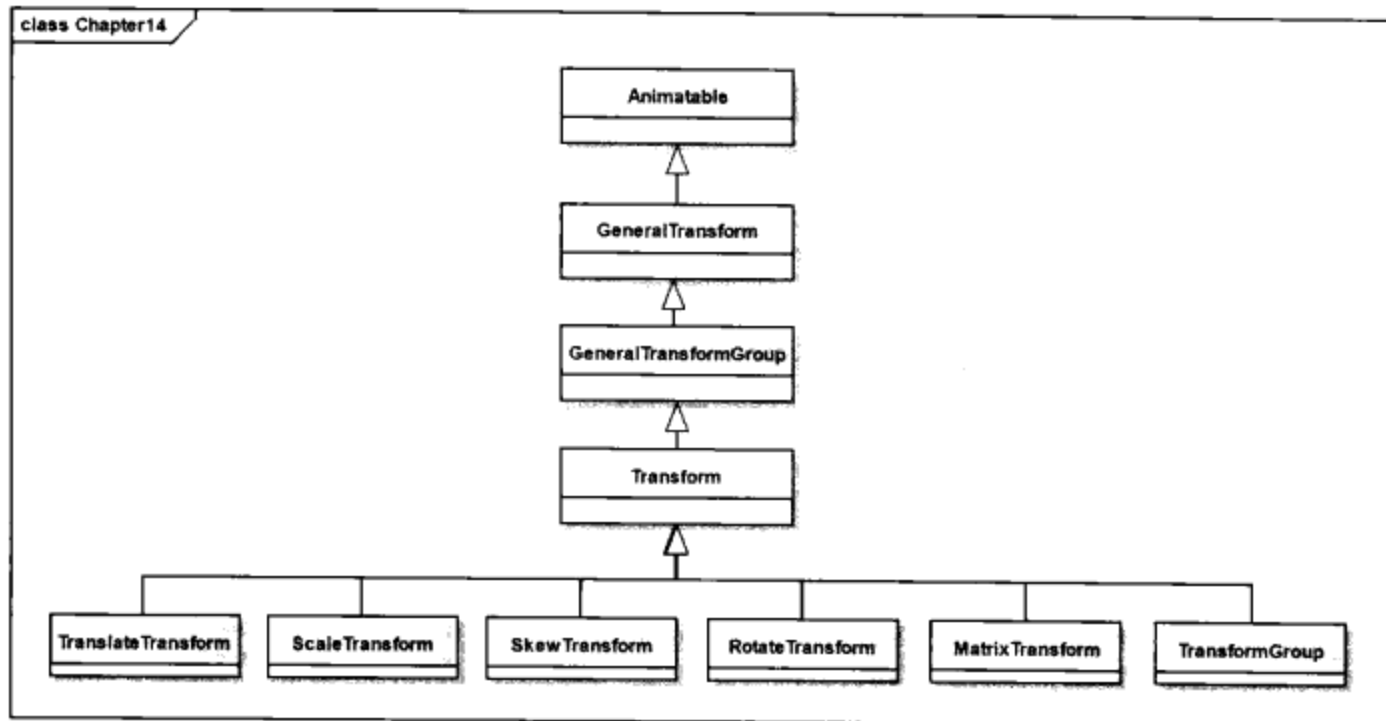 class Chapter14
Animatable
GeneralTransform
GeneralTransformGroup
Transform
TranslateTransform
ScaleTransform
SkewTransform
RotateTransform
MatrixTransform
TransformGroup